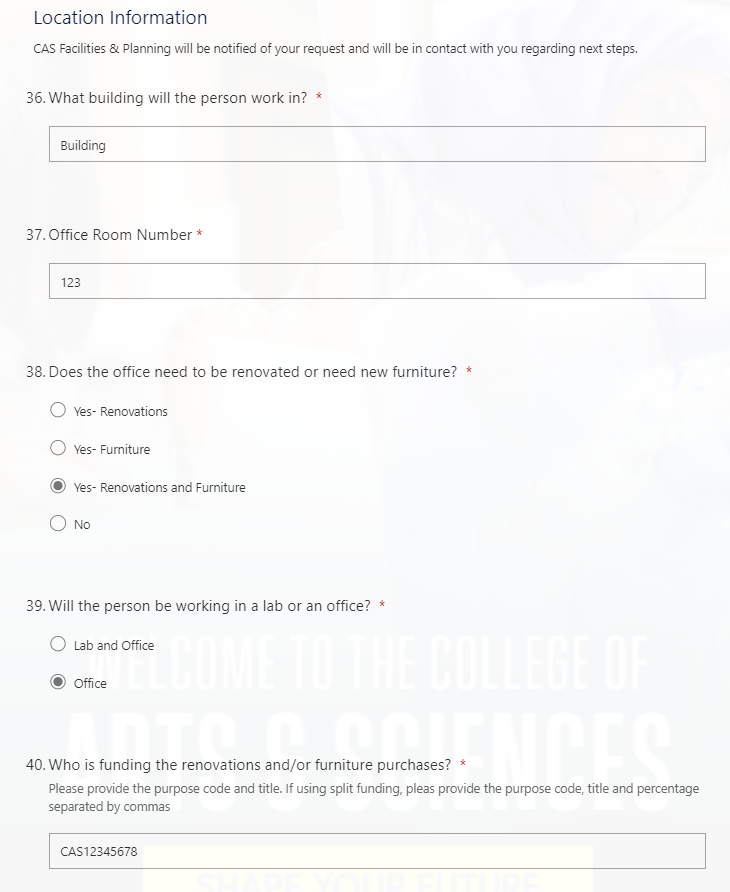 Location Information
CAS Facilities & Planning will be notified of your request and will be in contact with you regarding next steps.
36. What building will the person work in? *
Building
37. Office Room Number *
123
38. Does the office need to be renovated or need new furniture? *
Yes- Renovations
Yes- Furniture
Yes- Renovations and Furniture
No
39. Will the person be working in a lab or an office? *
Lab and Office
Office
WELCOME TO THE COLLEGE OF
ARTS & SCIENCES
40. Who is funding the renovations and/or furniture purchases? *
Please provide the purpose code and title. If using split funding, pleas provide the purpose code, title and percentage
separated by commas
CAS12345678
SHAPE YOUR FUTURE